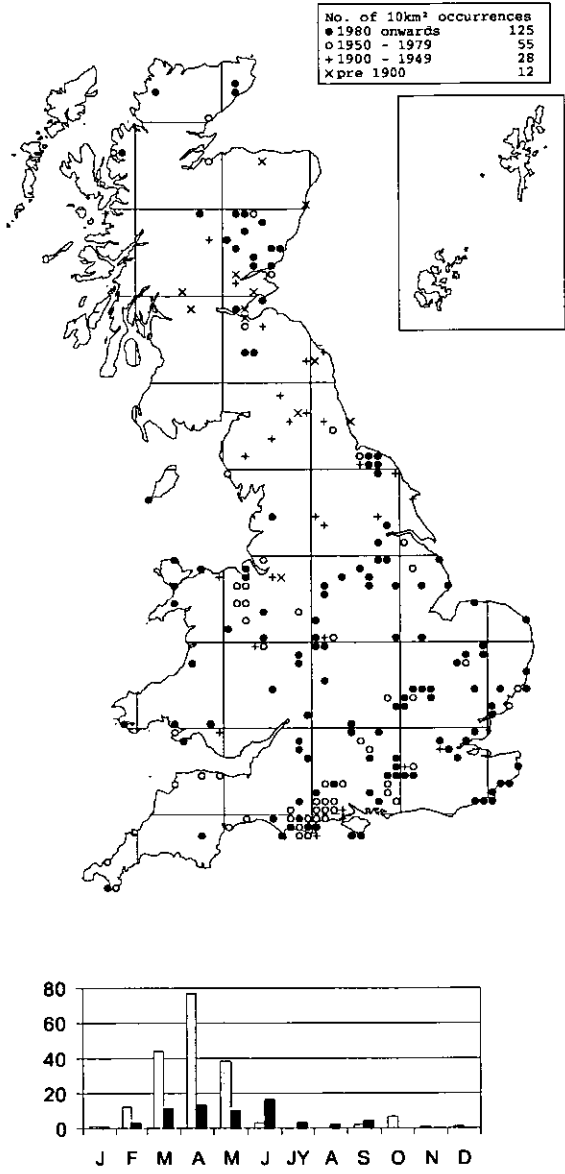 No. of 10km² occurrences
● 1980 onwards 125
○ 1950 - 1979 55
+ 1900 - 1949 28
× pre 1900 12
80
60
40
20
0
J F M A M J JY A S O N D